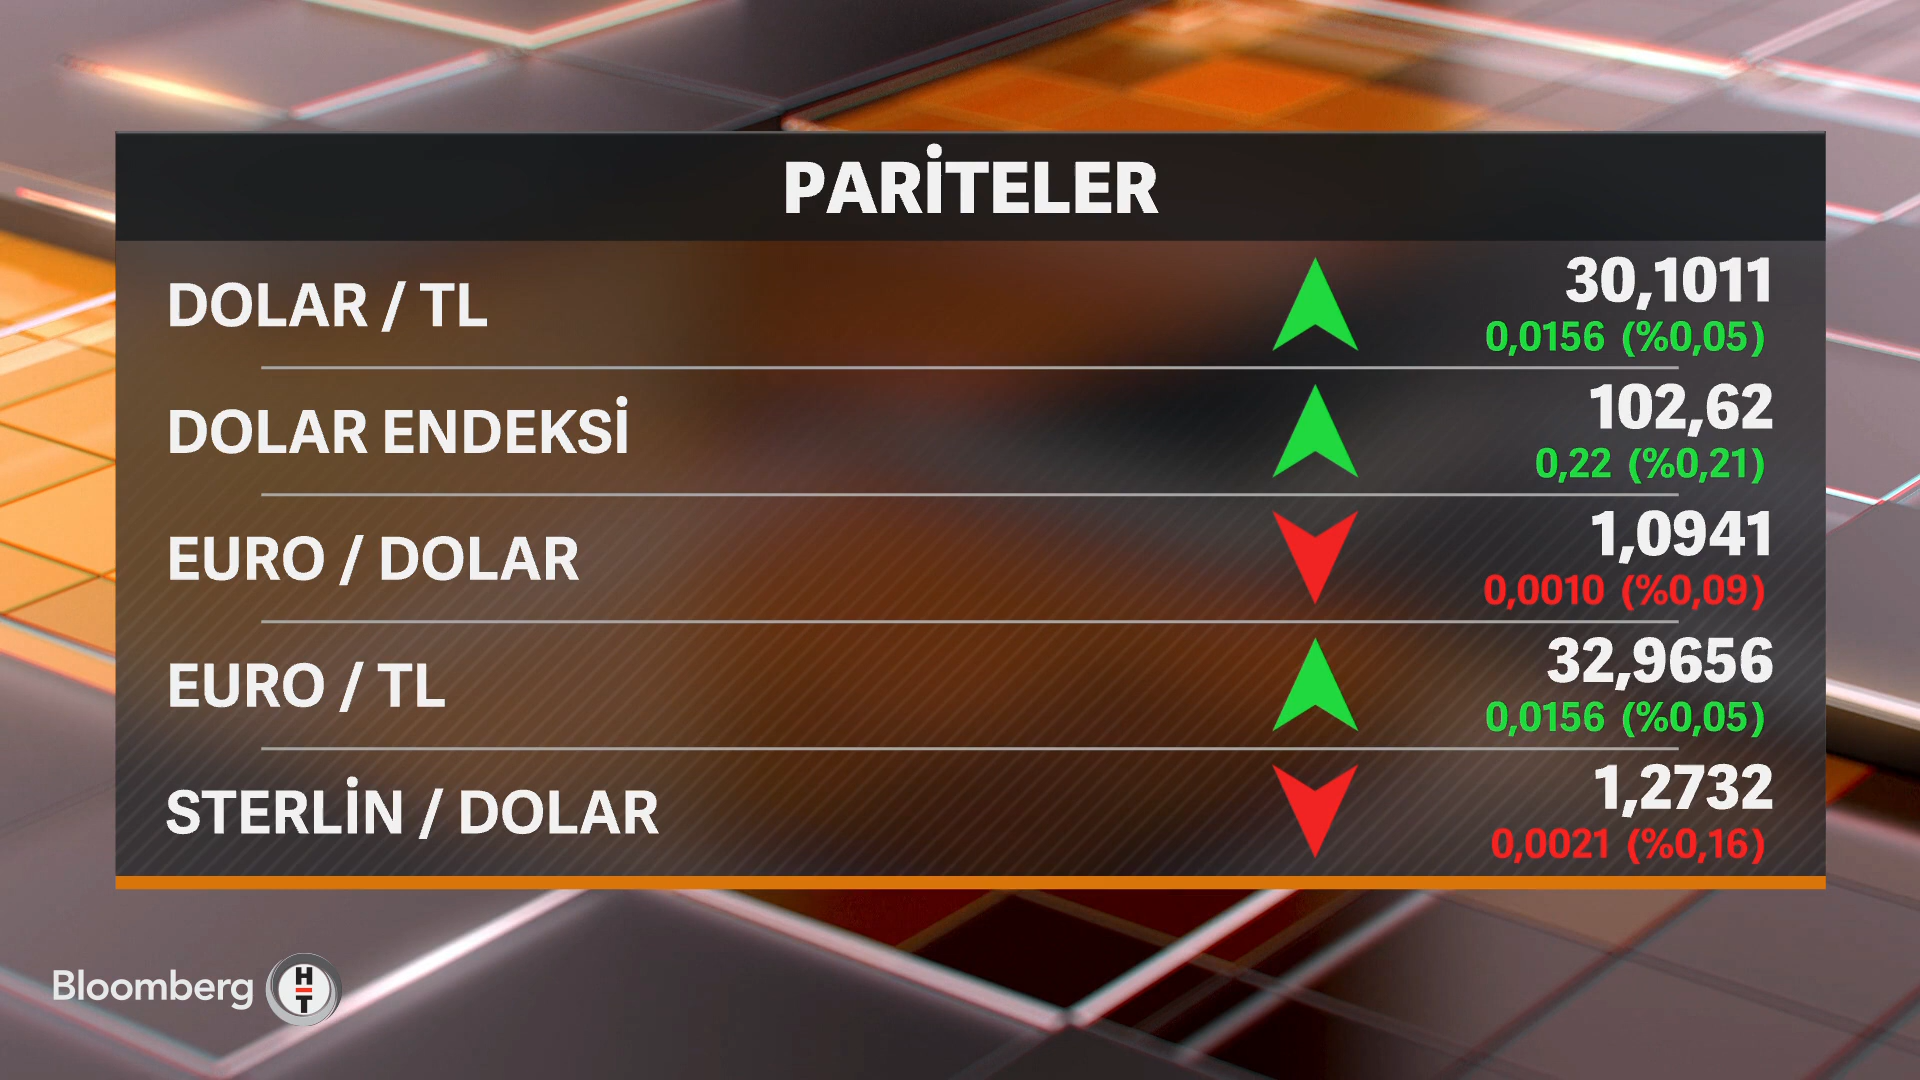 PARİTELER
DOLAR / TL
30,1011
0,0156 (%0,05)
DOLAR ENDEKSİ
102,62
0,22 (%0,21)
EURO / DOLAR
1,0941
0,0010 (%0,09)
EURO / TL
32,9656
0,0156 (%0,05)
STERLİN / DOLAR
1,2732
0,0021 (%0,16)
Bloomberg HT